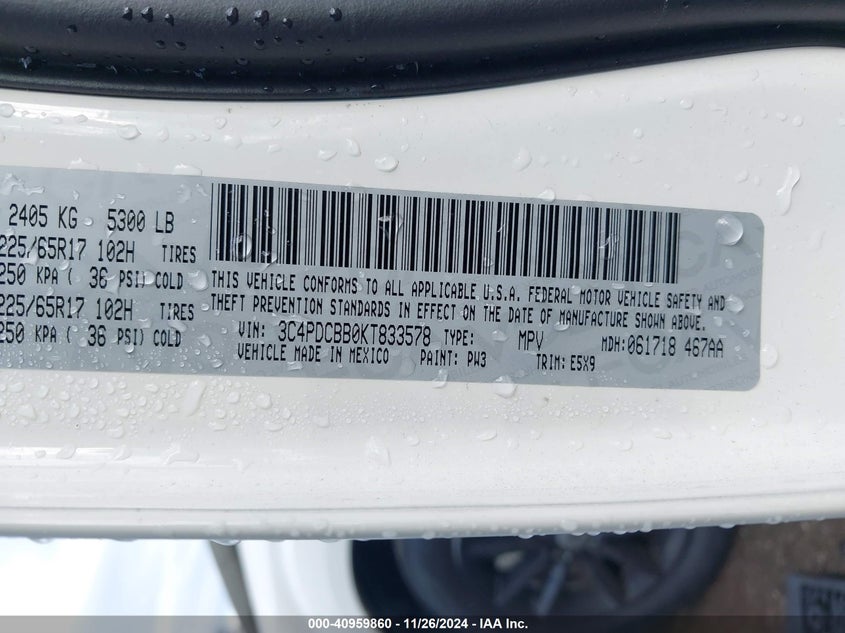 2405 KG 5300 LB
225/65R17 102H TIRES
250 KPA ( 36 PSI) COLD
225/65R17 102H TIRES
250 KPA ( 36 PSI) COLD
THIS VEHICLE CONFORMS TO ALL APPLICABLE U.S.A. FEDERAL MOTOR VEHICLE SAFETY AND
THEFT PREVENTION STANDARDS IN EFFECT ON THE DATE OF MANUFACTURE SHOWN ABOVE.
VIN: 3C4PDCBB0KT833578 TYPE: MPV MDH: 061718 467AA
VEHICLE MADE IN MEXICO PAINT: PW3 TRIM: E5X9
000-40959860 - 11/26/2024 - IAA Inc.